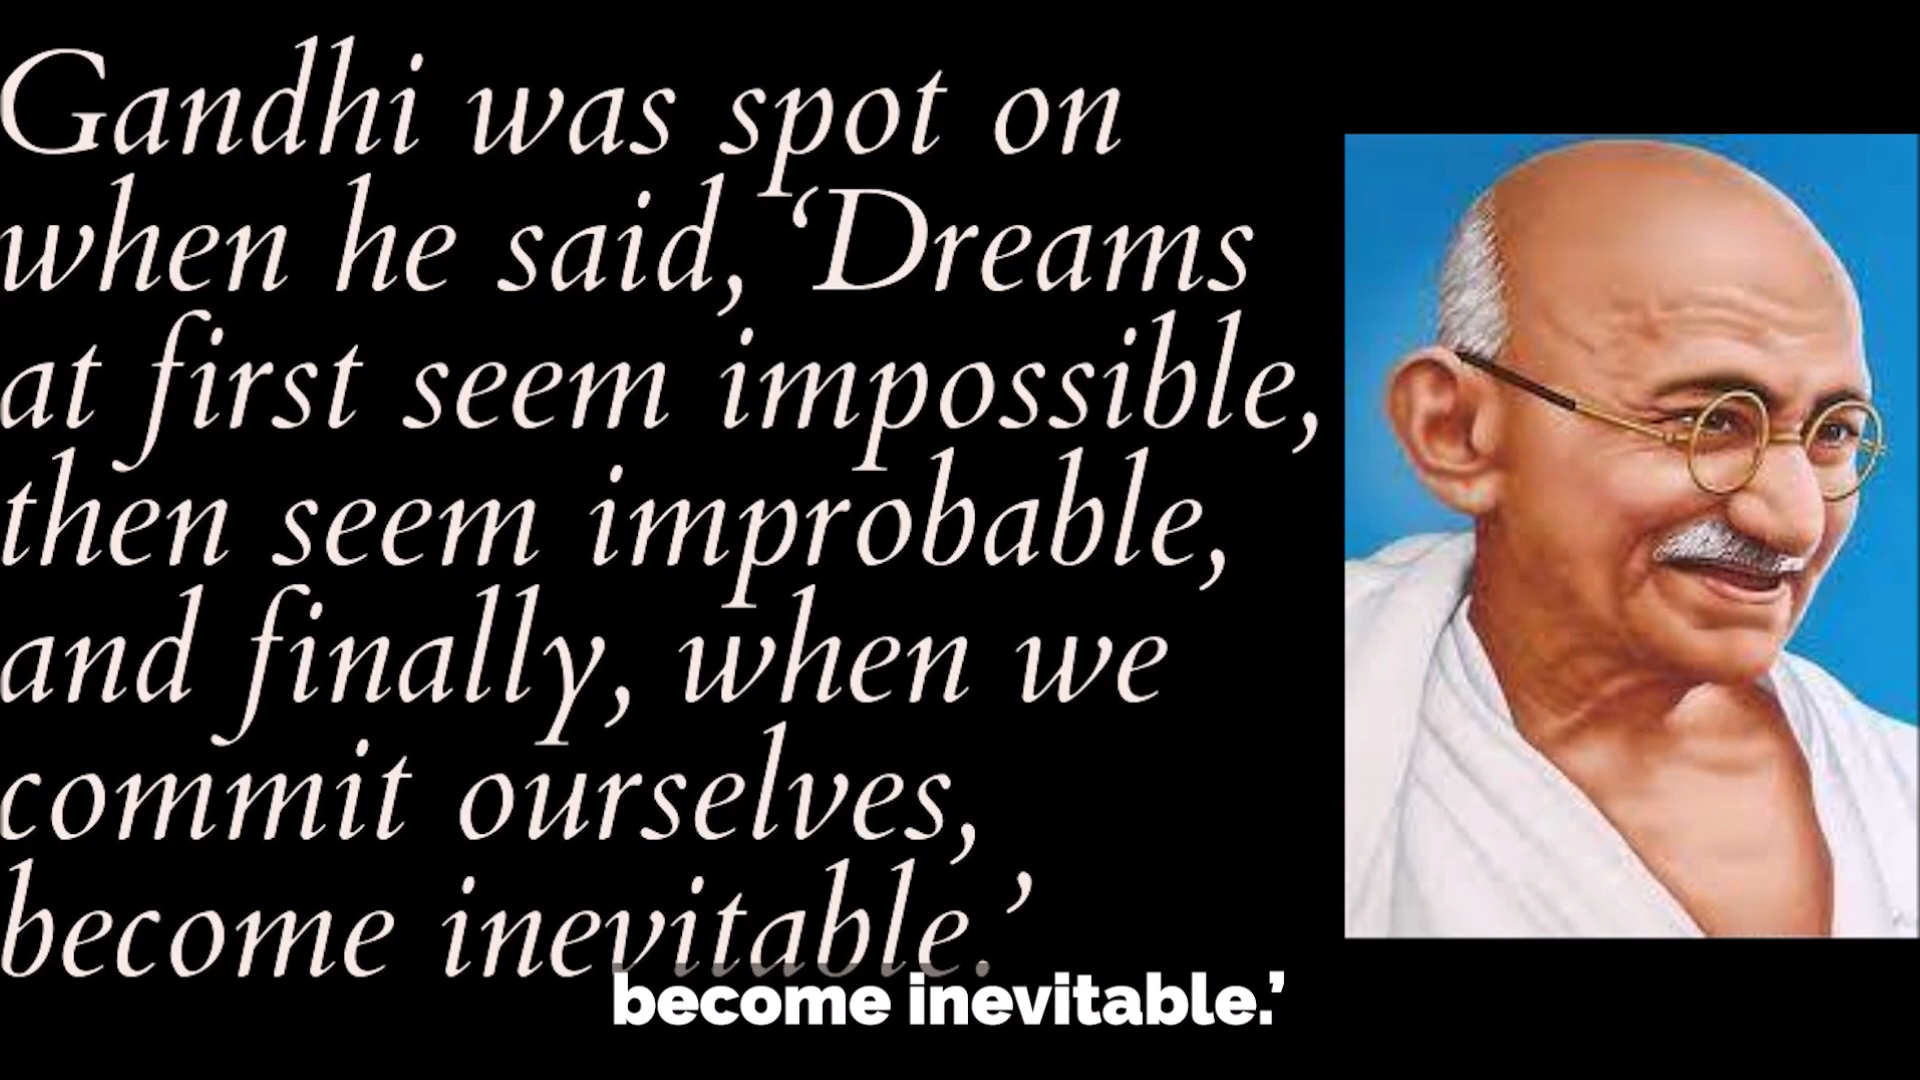 Gandhi was spot on
when he said, ‘Dreams
at first seem impossible,
then seem improbable,
and finally, when we
commit ourselves,
become inevitable.’
become inevitable.’